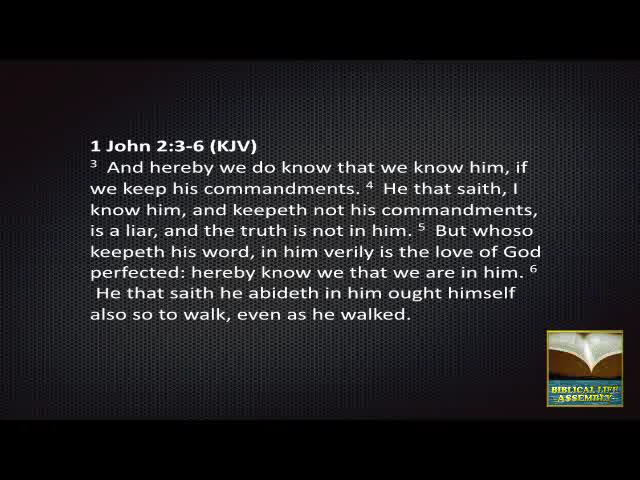 1 John 2:3-6 (KJV)
3 And hereby we do know that we know him, if
we keep his commandments. 4 He that saith, I
know him, and keepeth not his commandments,
is a liar, and the truth is not in him. 5 But whoso
keepeth his word, in him verily is the love of God
perfected: hereby know we that we are in him. 6
He that saith he abideth in him ought himself
also so to walk, even as he walked.
BIBLICAL LIFE
ASSEMBLY